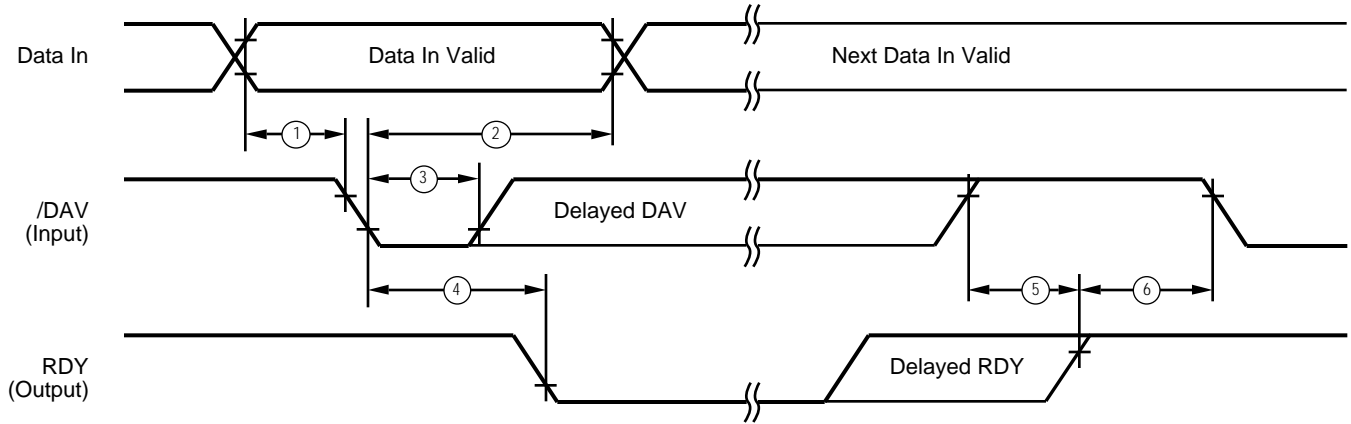 Data In
Data In Valid
Next Data In Valid
1
2
3
/DAV
(Input)
Delayed DAV
4
5
6
RDY
(Output)
Delayed RDY